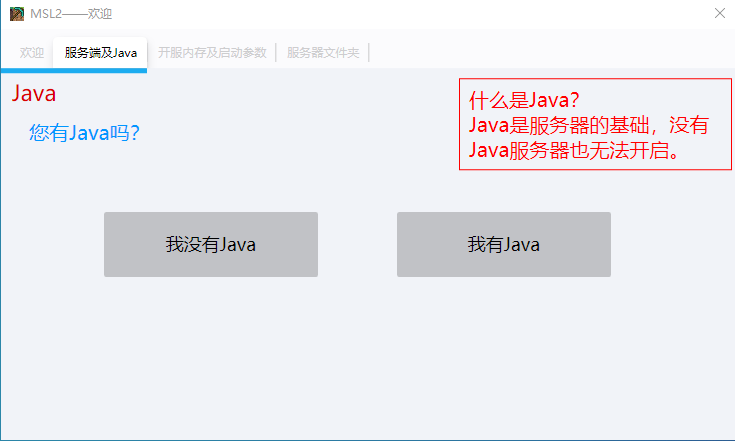 MSL2——欢迎
欢迎 服务端及Java 开服内存及启动参数 服务器文件夹
Java
您有Java吗?
什么是Java?
Java是服务器的基础，没有
Java服务器也无法开启。
我没有Java 我有Java